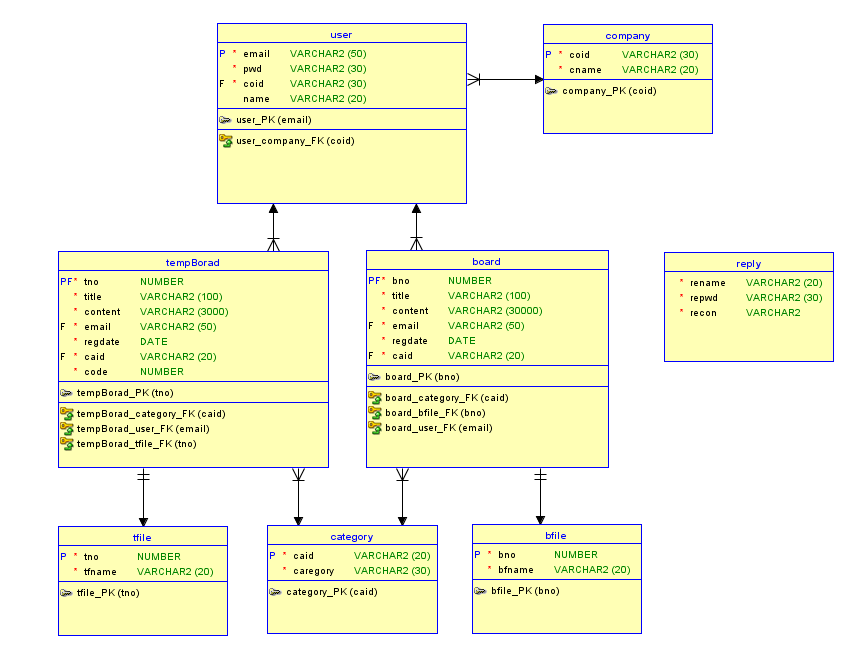 user
P * email VARCHAR2 (50)
* pwd VARCHAR2 (30)
F * coid VARCHAR2 (30)
name VARCHAR2 (20)
user_PK (email)
user_company_FK (coid)
company
P * coid VARCHAR2 (30)
* cname VARCHAR2 (20)
company_PK (coid)
tempBorad
PF* tno NUMBER
* title VARCHAR2 (100)
* content VARCHAR2 (3000)
F * email VARCHAR2 (50)
* regdate DATE
F * caid VARCHAR2 (20)
* code NUMBER
tempBorad_PK (tno)
tempBorad_category_FK (caid)
tempBorad_user_FK (email)
tempBorad_tfile_FK (tno)
board
PF* bno NUMBER
* title VARCHAR2 (100)
* content VARCHAR2 (30000)
F * email VARCHAR2 (50)
* regdate DATE
F * caid VARCHAR2 (20)
board_PK (bno)
board_category_FK (caid)
board_bfile_FK (bno)
board_user_FK (email)
reply
* rename VARCHAR2 (20)
* repwd VARCHAR2 (30)
* recon VARCHAR2
tfile
P * tno NUMBER
* tfname VARCHAR2 (20)
tfile_PK (tno)
category
P * caid VARCHAR2 (20)
* caregory VARCHAR2 (30)
category_PK (caid)
bfile
P * bno NUMBER
* bfname VARCHAR2 (20)
bfile_PK (bno)